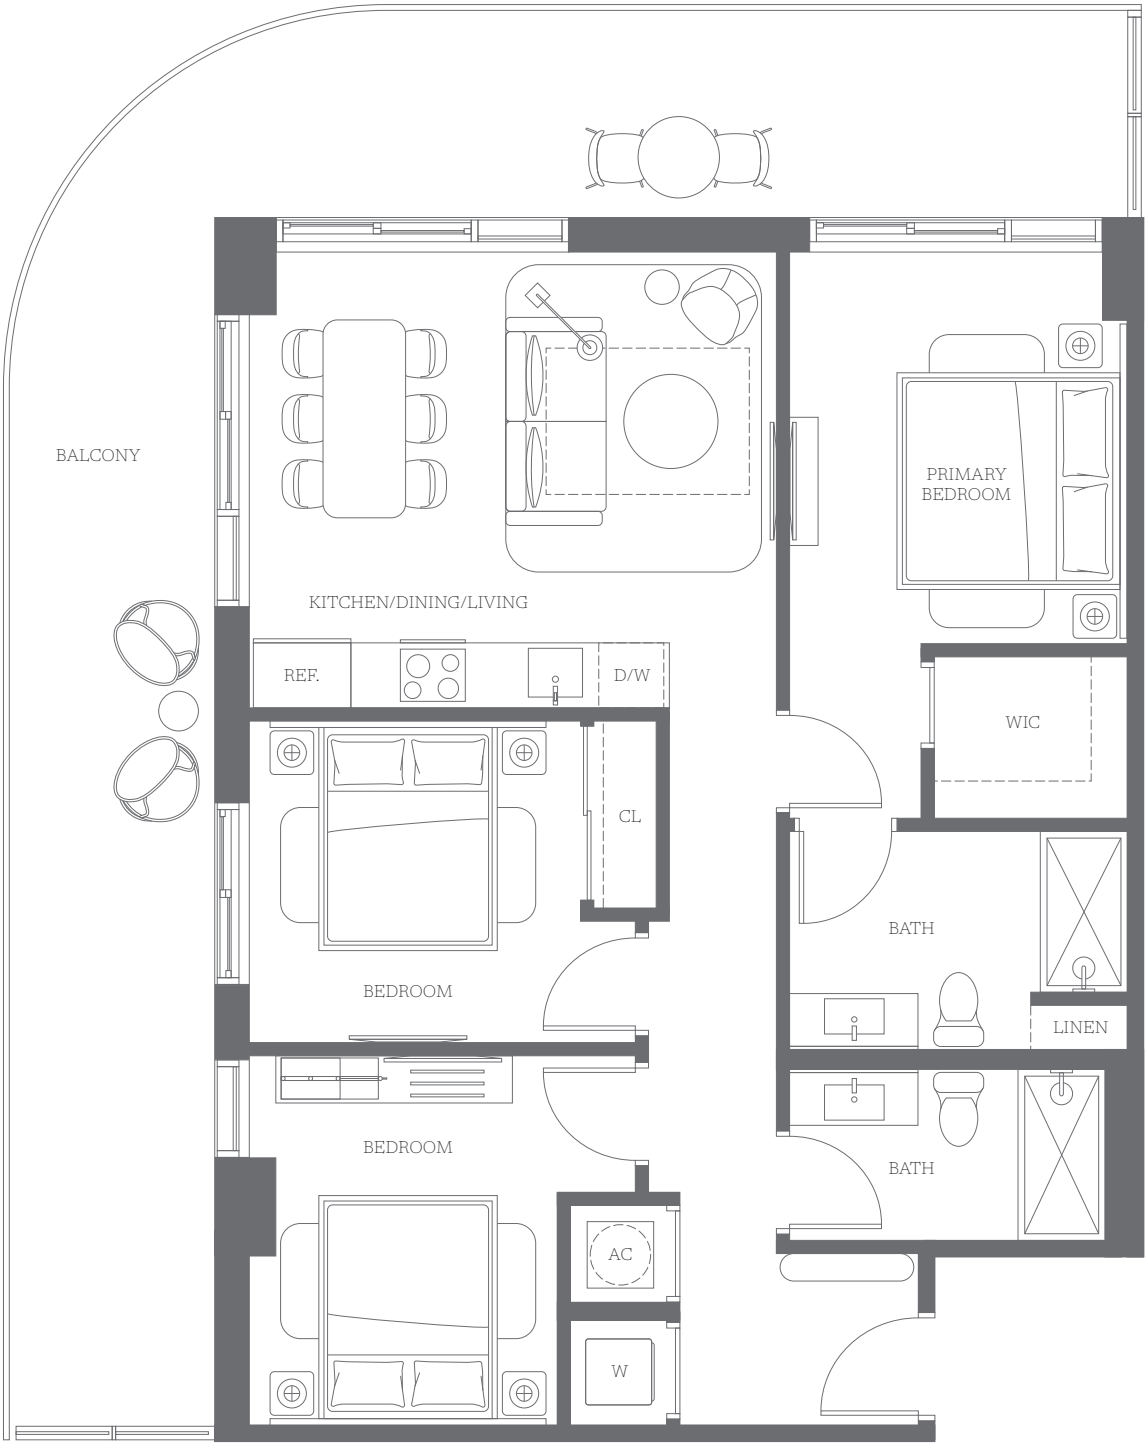 BALCONY
PRIMARY
BEDROOM
KITCHEN/DINING/LIVING
REF.
D/W
WIC
CL
BATH
BEDROOM
LINEN
BEDROOM
BATH
AC
W